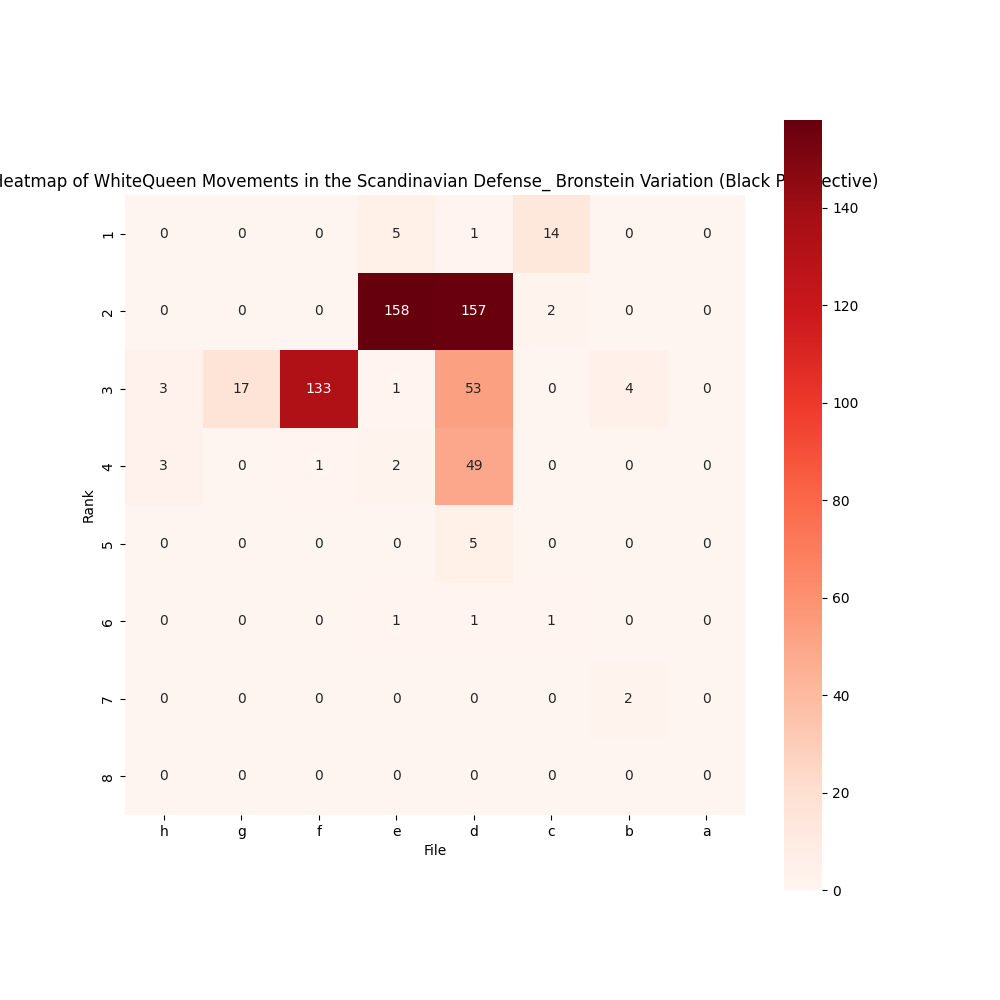 Heatmap of WhiteQueen Movements in the Scandinavian Defense_ Bronstein Variation (Black Perspective)
Rank
1 0 0 0 5 1 14 0 0
2 0 0 0 158 157 2 0 0
3 3 17 133 1 53 0 4 0
4 3 0 1 2 49 0 0 0
5 0 0 0 0 5 0 0 0
6 0 0 0 1 1 1 0 0
7 0 0 0 0 0 0 2 0
8 0 0 0 0 0 0 0 0
h g f e d c b a
File
140
120
100
80
60
40
20
0